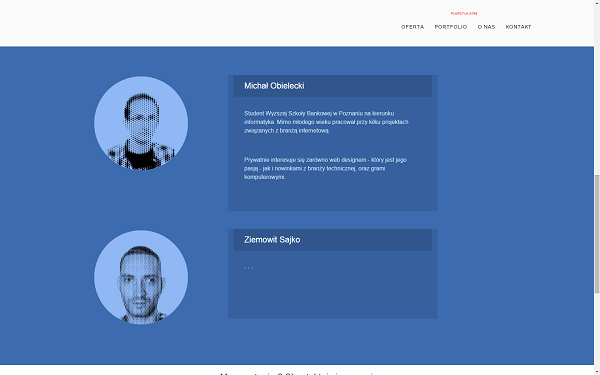 OFERTA PORTFOLIO O NAS KONTAKT
Michał Obielecki
Student Wyższej Szkoły Bankowej w Poznaniu na kierunku
informatyka. Mimo młodego wieku pracował przy kilku projektach
związanych z branżą internetową.
Prywatnie interesuje się zarówno web designem - który jest jego
pasją - jak i nowinkami z branży technicznej, oraz grami
komputerowymi.
Ziemowit Sajko
...